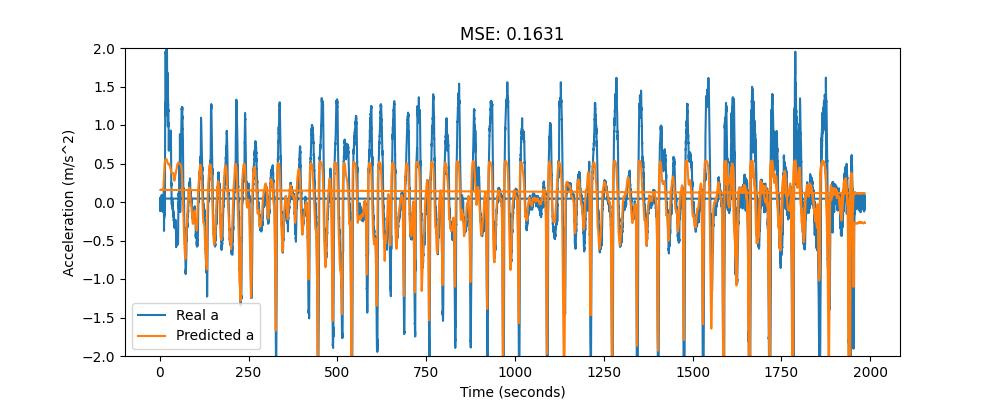 MSE: 0.1631
2.0
1.5
1.0
0.5
0.0
−0.5
−1.0
−1.5
−2.0
Acceleration (m/s^2)
Real a
Predicted a
0 250 500 750 1000 1250 1500 1750 2000
Time (seconds)